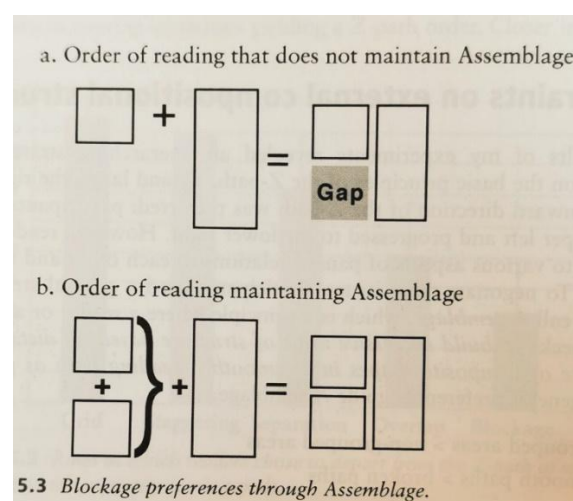 a. Order of reading that does not maintain Assemblage
+
=
Gap
b. Order of reading maintaining Assemblage
+
}
+
=
5.3 Blockage preferences through Assemblage.